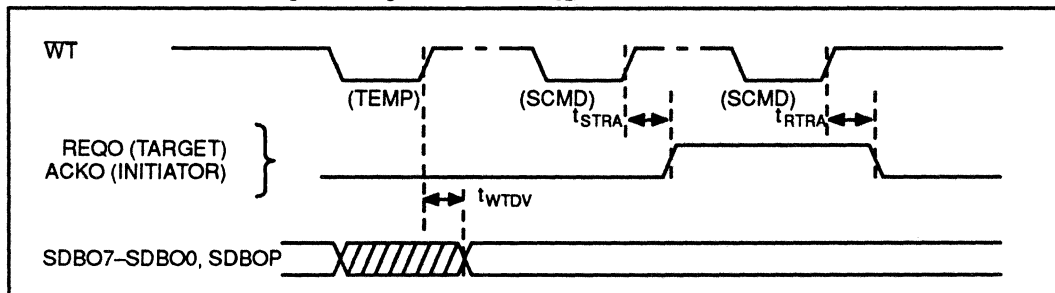 WT
(TEMP) (SCMD) (SCMD)
tSTRA tRTRA
REQO (TARGET)
ACKO (INITIATOR)
tWTDV
SDBO7–SDBO0, SDBOP